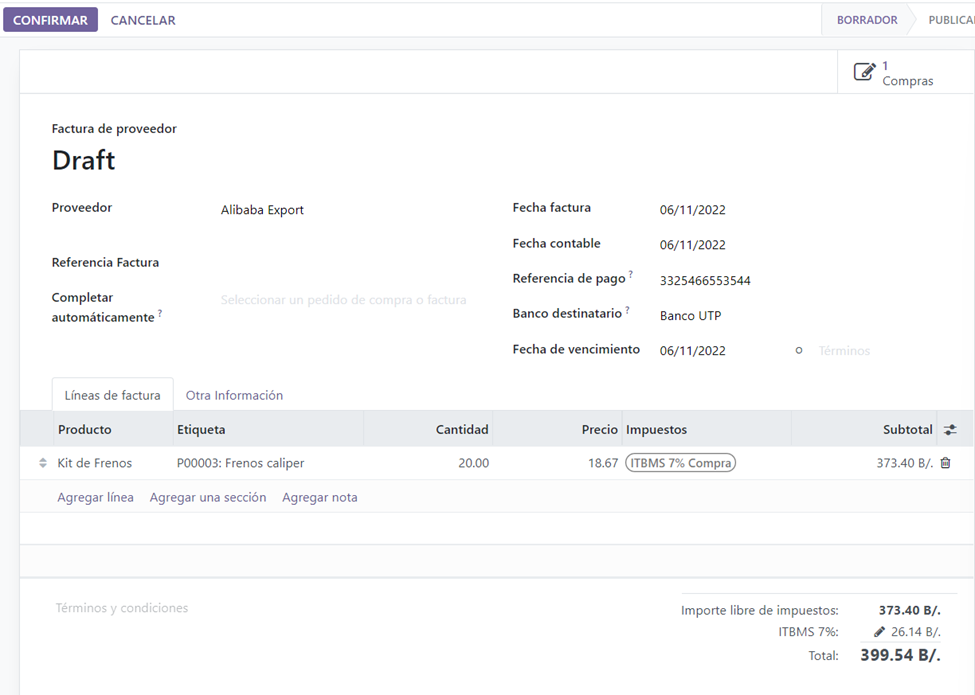 CONFIRMAR CANCELAR BORRADOR PUBLICA
1
Compras
Factura de proveedor
Draft
Proveedor Alibaba Export Fecha factura 06/11/2022
Fecha contable 06/11/2022
Referencia Factura
Referencia de pago ? 3325466553544
Completar
automáticamente ? Seleccionar un pedido de compra o factura
Banco destinatario ? Banco UTP
Fecha de vencimiento 06/11/2022 o Términos
Líneas de factura Otra Información
Producto Etiqueta Cantidad Precio Impuestos Subtotal
Kit de Frenos P00003: Frenos caliper 20.00 18.67 ITBMS 7% Compra 373.40 B/.
Agregar línea Agregar una sección Agregar nota
Términos y condiciones
Importe libre de impuestos: 373.40 B/.
ITBMS 7%: 26.14 B/.
Total: 399.54 B/.